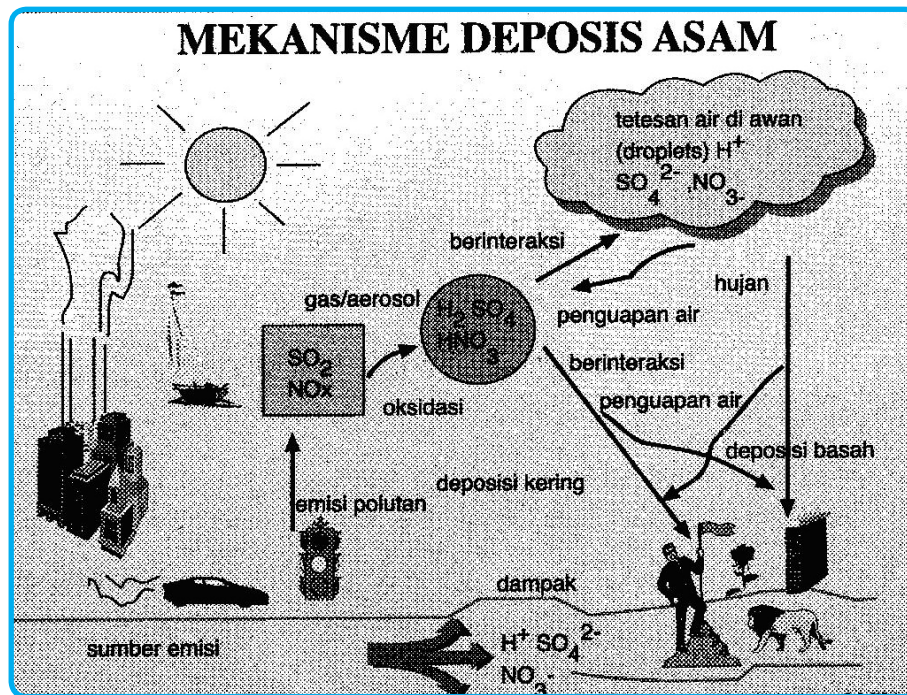 MEKANISME DEPOSIS ASAM
tetesan air di awan
(droplets) H+
SO4 2- ,NO3-
berinteraksi
hujan
gas/aerosol
H2 SO4
HNO3
penguapan air
SO2
NOx
berinteraksi
oksidasi
penguapan air
deposisi basah
deposisi kering
emisi polutan
dampak
sumber emisi
H+ SO4 2-
NO3-